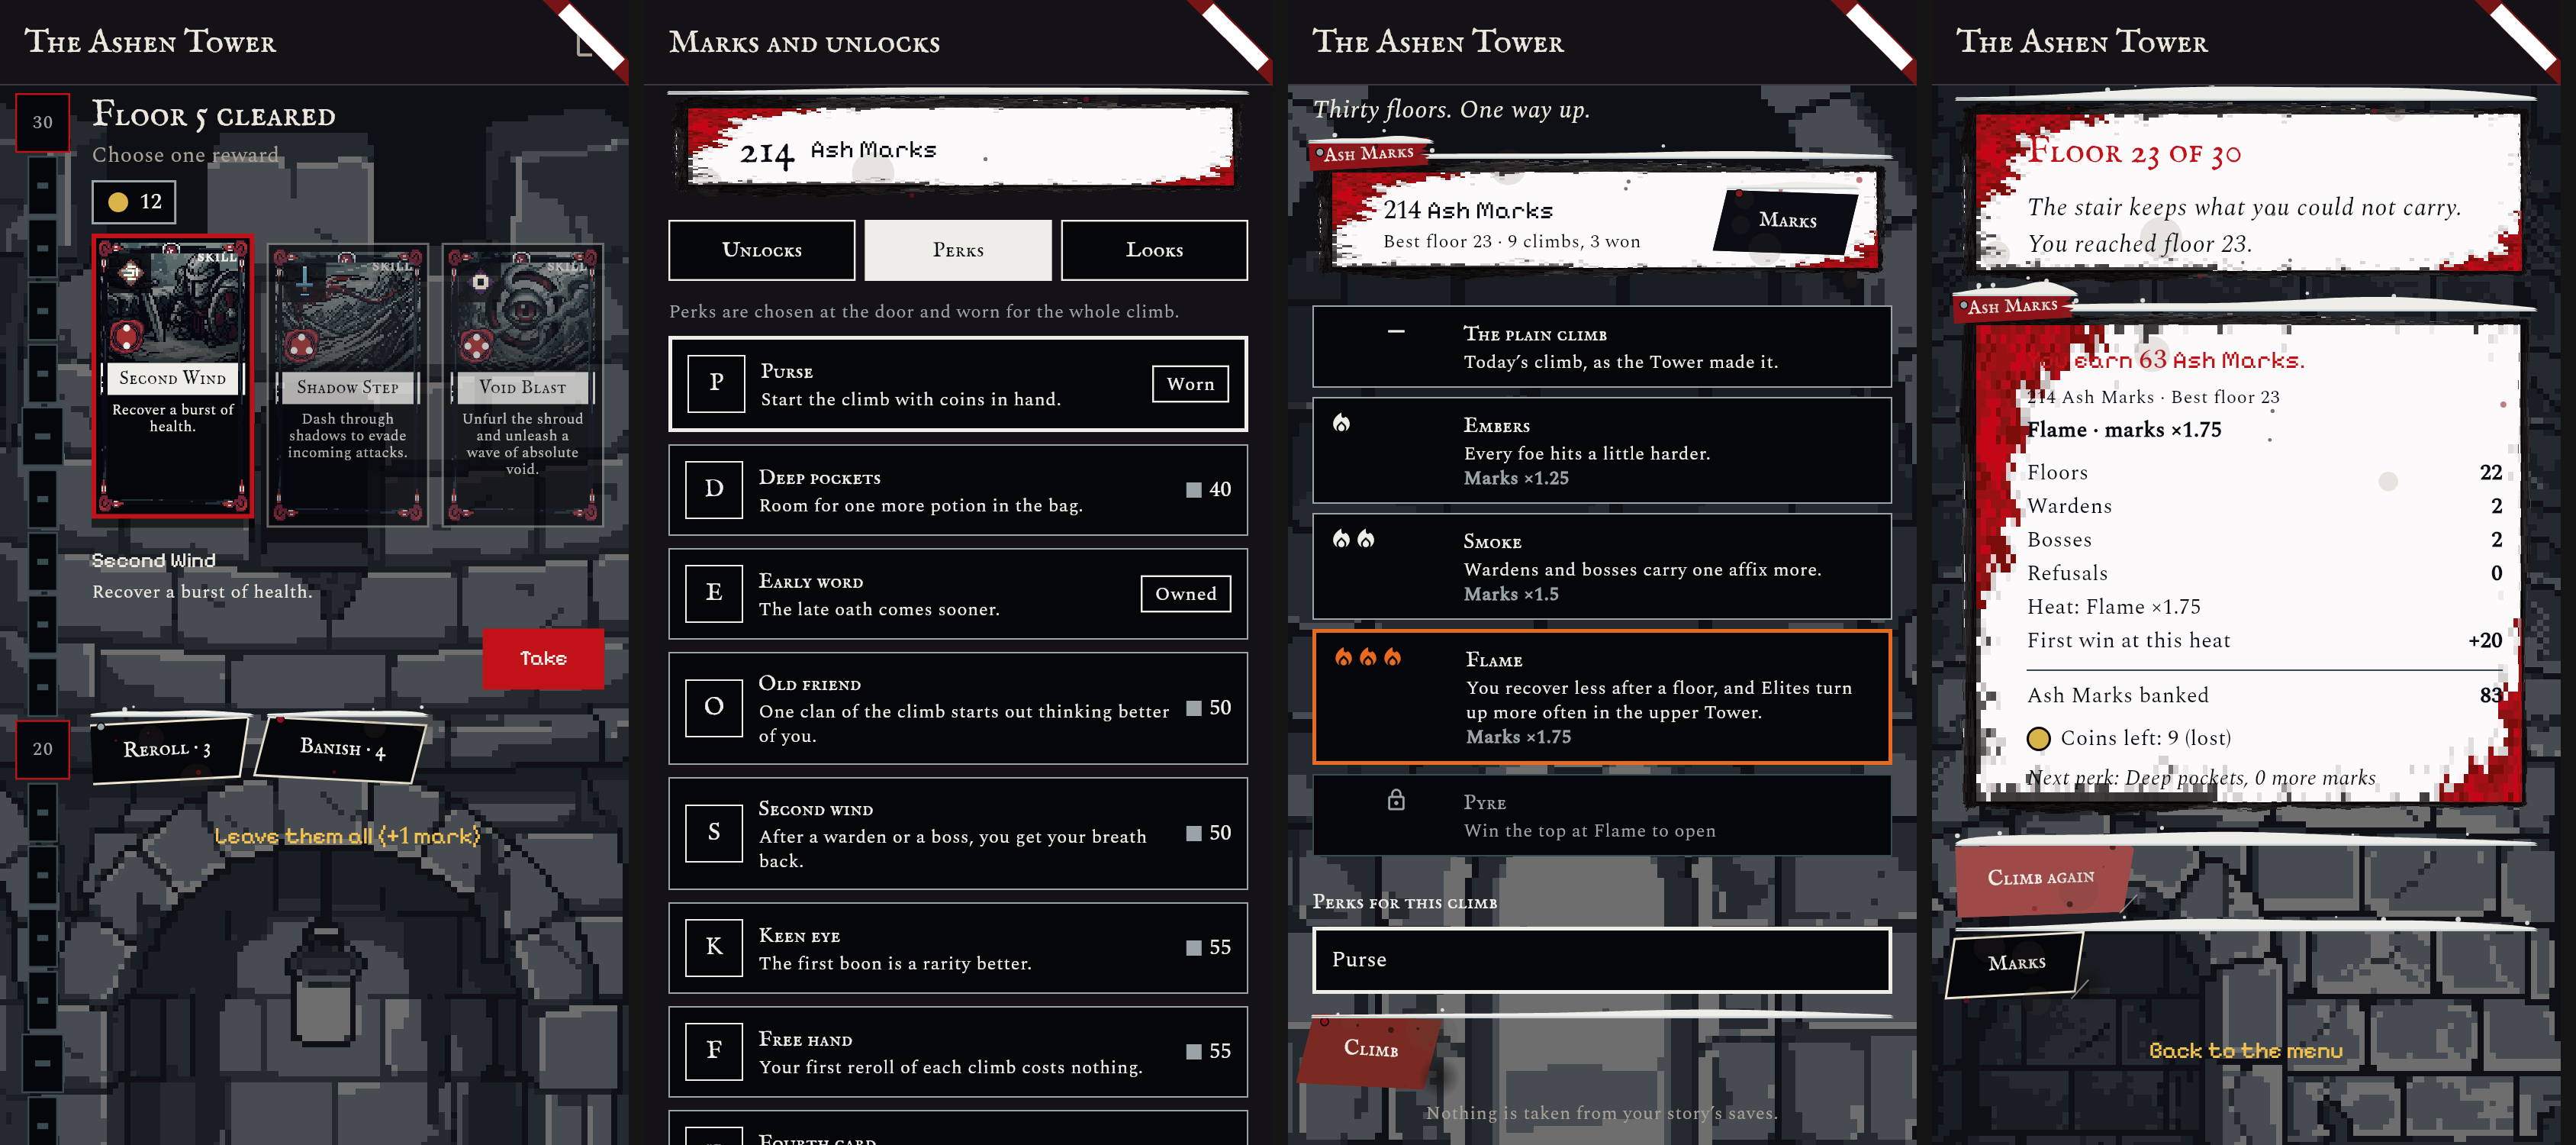 The Ashen Tower
30
Floor 5 cleared
Choose one reward
12
SKILL
Second Wind
Recover a burst of
health.
SKILL
Shadow Step
Dash through
shadows to evade
incoming attacks.
SKILL
Void Blast
Unfurl the shroud
and unleash a
wave of absolute
void.
Second Wind
Recover a burst of health.
Take
20
Reroll · 3
Banish · 4
Leave them all (+1 mark)
Marks and unlocks
214 Ash Marks
Unlocks
Perks
Looks
Perks are chosen at the door and worn for the whole climb.
P
Purse
Start the climb with coins in hand.
Worn
D
Deep pockets
Room for one more potion in the bag.
40
E
Early word
The late oath comes sooner.
Owned
O
Old friend
One clan of the climb starts out thinking better
of you.
50
S
Second wind
After a warden or a boss, you get your breath
back.
50
K
Keen eye
The first boon is a rarity better.
55
F
Free hand
Your first reroll of each climb costs nothing.
55
Fourth card
The Ashen Tower
Thirty floors. One way up.
Ash Marks
214 Ash Marks
Best floor 23 · 9 climbs, 3 won
Marks
The plain climb
Today's climb, as the Tower made it.
Embers
Every foe hits a little harder.
Marks ×1.25
Smoke
Wardens and bosses carry one affix more.
Marks ×1.5
Flame
You recover less after a floor, and Elites turn
up more often in the upper Tower.
Marks ×1.75
Pyre
Win the top at Flame to open
Perks for this climb
Purse
Climb
Nothing is taken from your story's saves.
The Ashen Tower
Floor 23 of 30
The stair keeps what you could not carry.
You reached floor 23.
Ash Marks
earn 63 Ash Marks.
214 Ash Marks · Best floor 23
Flame · marks ×1.75
Floors 22
Wardens 2
Bosses 2
Refusals 0
Heat: Flame ×1.75
First win at this heat +20
Ash Marks banked 83
Coins left: 9 (lost)
Next perk: Deep pockets, 0 more marks
Climb again
Marks
Back to the menu